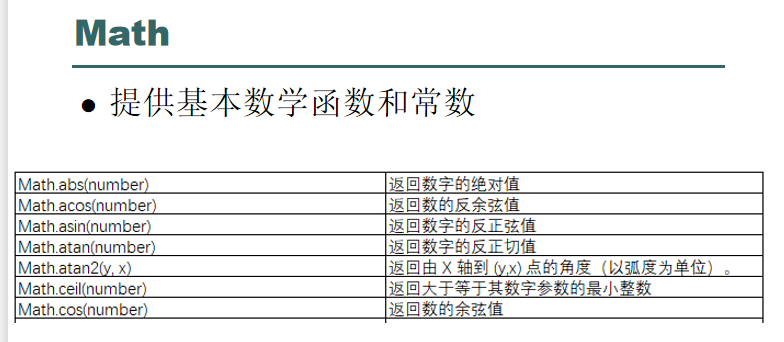 Math
● 提供基本数学函数和常数
Math.abs(number) 返回数字的绝对值
Math.acos(number) 返回数的反余弦值
Math.asin(number) 返回数字的反正弦值
Math.atan(number) 返回数字的反正切值
Math.atan2(y, x) 返回由 X 轴到 (y,x) 点的角度（以弧度为单位）。
Math.ceil(number) 返回大于等于其数字参数的最小整数
Math.cos(number) 返回数的余弦值